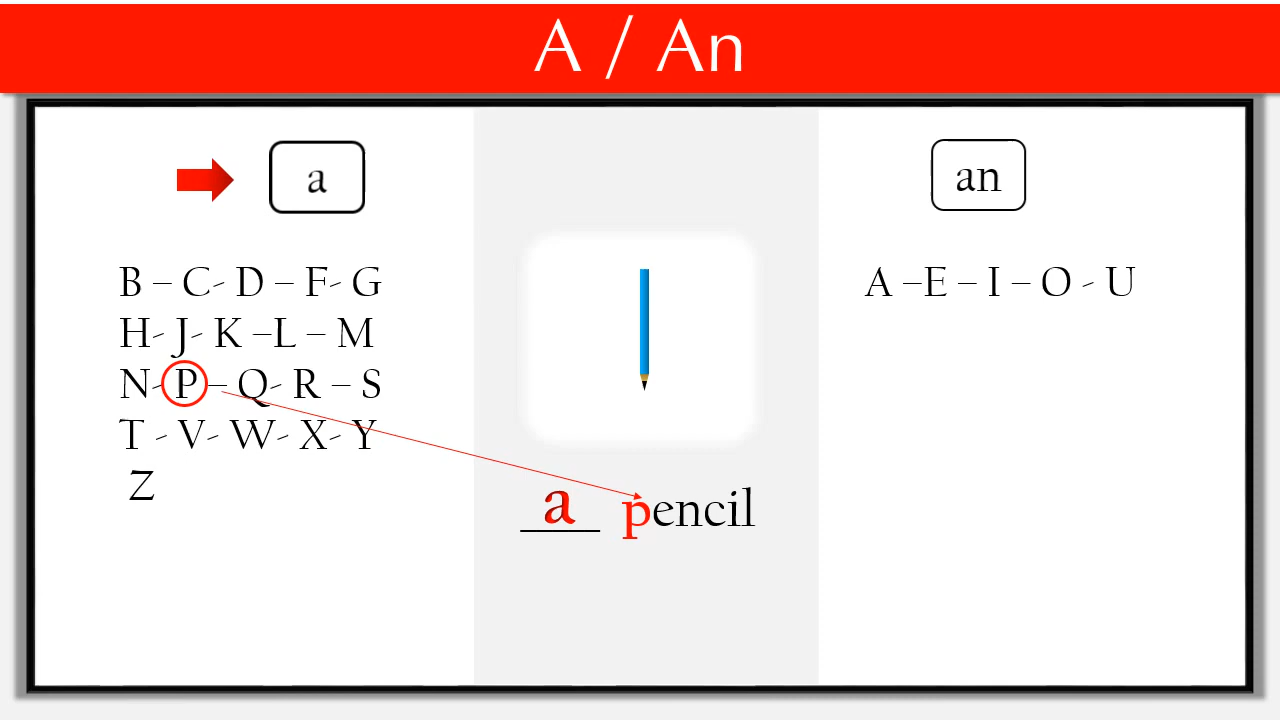 A / An
a
B – C- D – F- G
H- J- K –L – M
N- P – Q- R – S
T - V- W- X- Y
Z
a pencil
an
A –E – I – O - U